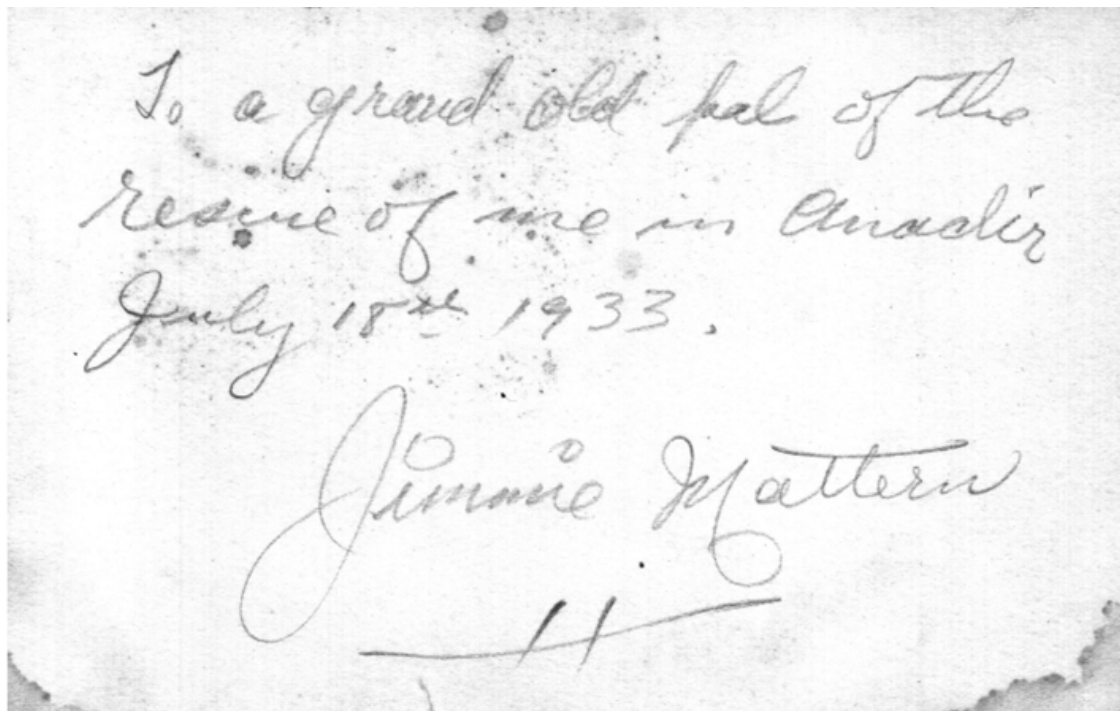 To a grand old pal of the
rescue of me in Anadir
July 18th 1933.
Jimmie Mattern